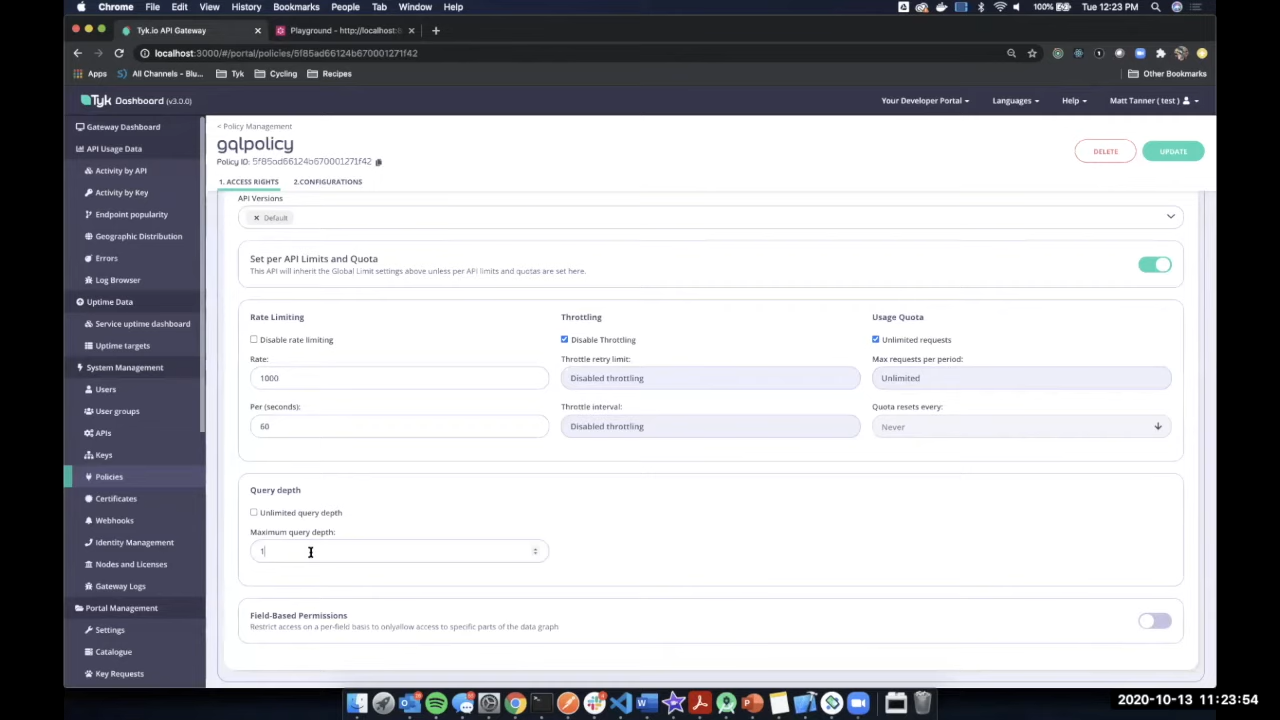 Chrome File Edit View History Bookmarks People Tab Window Help
100% Tue 12:23 PM
Tyk.io API Gateway
Playground - http://localhost:
localhost:3000/#/portal/policies/5f85ad66124b670001271f42
Apps All Channels - Blu... Tyk Cycling Recipes Other Bookmarks
Tyk Dashboard (v3.0.0)
Your Developer Portal Languages Help Matt Tanner ( test )
Gateway Dashboard
API Usage Data
Activity by API
Activity by Key
Endpoint popularity
Geographic Distribution
Errors
Log Browser
Uptime Data
Service uptime dashboard
Uptime targets
System Management
Users
User groups
APIs
Keys
Policies
Certificates
Webhooks
Identity Management
Nodes and Licenses
Gateway Logs
Portal Management
Settings
Catalogue
Key Requests
< Policy Management
gqlpolicy
Policy ID: 5f85ad66124b670001271f42
DELETE UPDATE
1. ACCESS RIGHTS 2.CONFIGURATIONS
API Versions
Default
Set per API Limits and Quota
This API will inherit the Global Limit settings above unless per API limits and quotas are set here.
Rate Limiting
Disable rate limiting
Rate:
1000
Per (seconds):
60
Throttling
Disable Throttling
Throttle retry limit:
Disabled throttling
Throttle interval:
Disabled throttling
Usage Quota
Unlimited requests
Max requests per period:
Unlimited
Quota resets every:
Never
Query depth
Unlimited query depth
Maximum query depth:
1
Field-Based Permissions
Restrict access on a per-field basis to onlyallow access to specific parts of the data graph
2020-10-13 11:23:54